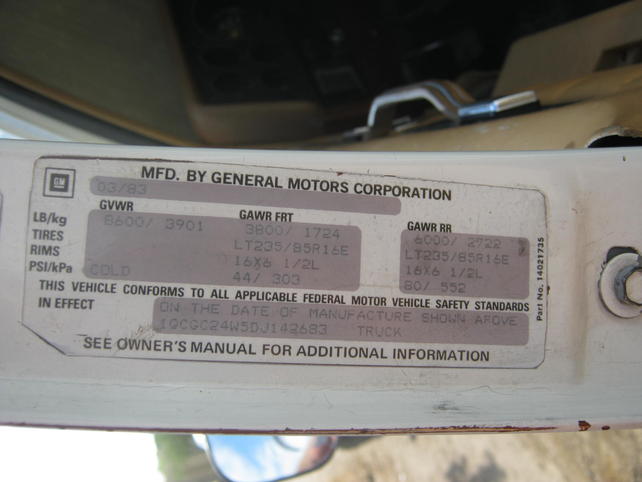 GM
MFD. BY GENERAL MOTORS CORPORATION
03/83
GVWR GAWR FRT GAWR RR
LB/kg 8600/ 3901 3800/ 1724 6000/ 2722
TIRES LT235/85R16E LT235/85R16E
RIMS 16X6 1/2L 16X6 1/2L
PSI/kPa COLD 44/ 303 80/ 552
THIS VEHICLE CONFORMS TO ALL APPLICABLE FEDERAL MOTOR VEHICLE SAFETY STANDARDS
IN EFFECT ON THE DATE OF MANUFACTURE SHOWN ABOVE
1GCGC24W5DJ142683 TRUCK
SEE OWNER'S MANUAL FOR ADDITIONAL INFORMATION
Part No. 14021735